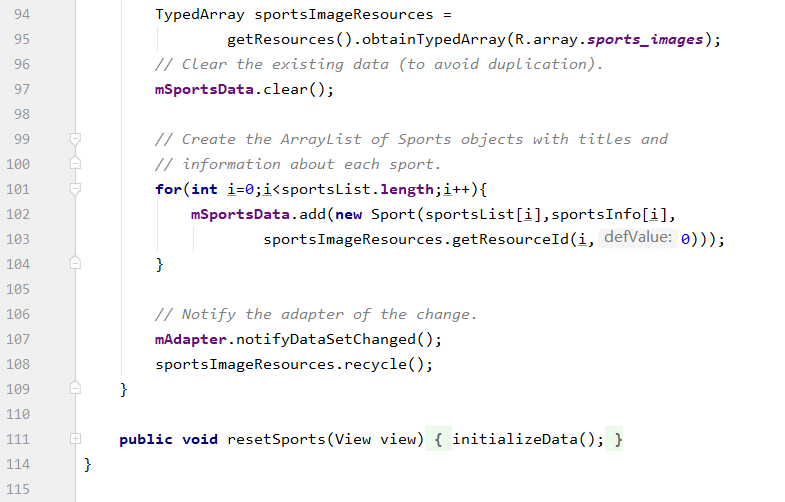 94 TypedArray sportsImageResources =
95 getResources().obtainTypedArray(R.array.sports_images);
96 // Clear the existing data (to avoid duplication).
97 mSportsData.clear();
98
99 // Create the ArrayList of Sports objects with titles and
100 // information about each sport.
101 for(int i=0;i<sportsList.length;i++){
102 mSportsData.add(new Sport(sportsList[i],sportsInfo[i],
103 sportsImageResources.getResourceId(i, defValue: 0)));
104 }
105
106 // Notify the adapter of the change.
107 mAdapter.notifyDataSetChanged();
108 sportsImageResources.recycle();
109 }
110
111 public void resetSports(View view) { initializeData(); }
114 }
115